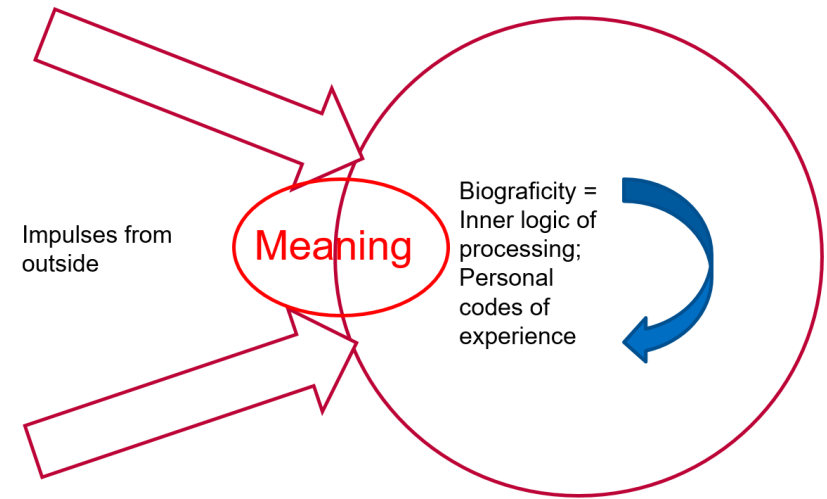 Impulses from
outside
Meaning
Biograficity =
Inner logic of
processing;
Personal
codes of
experience